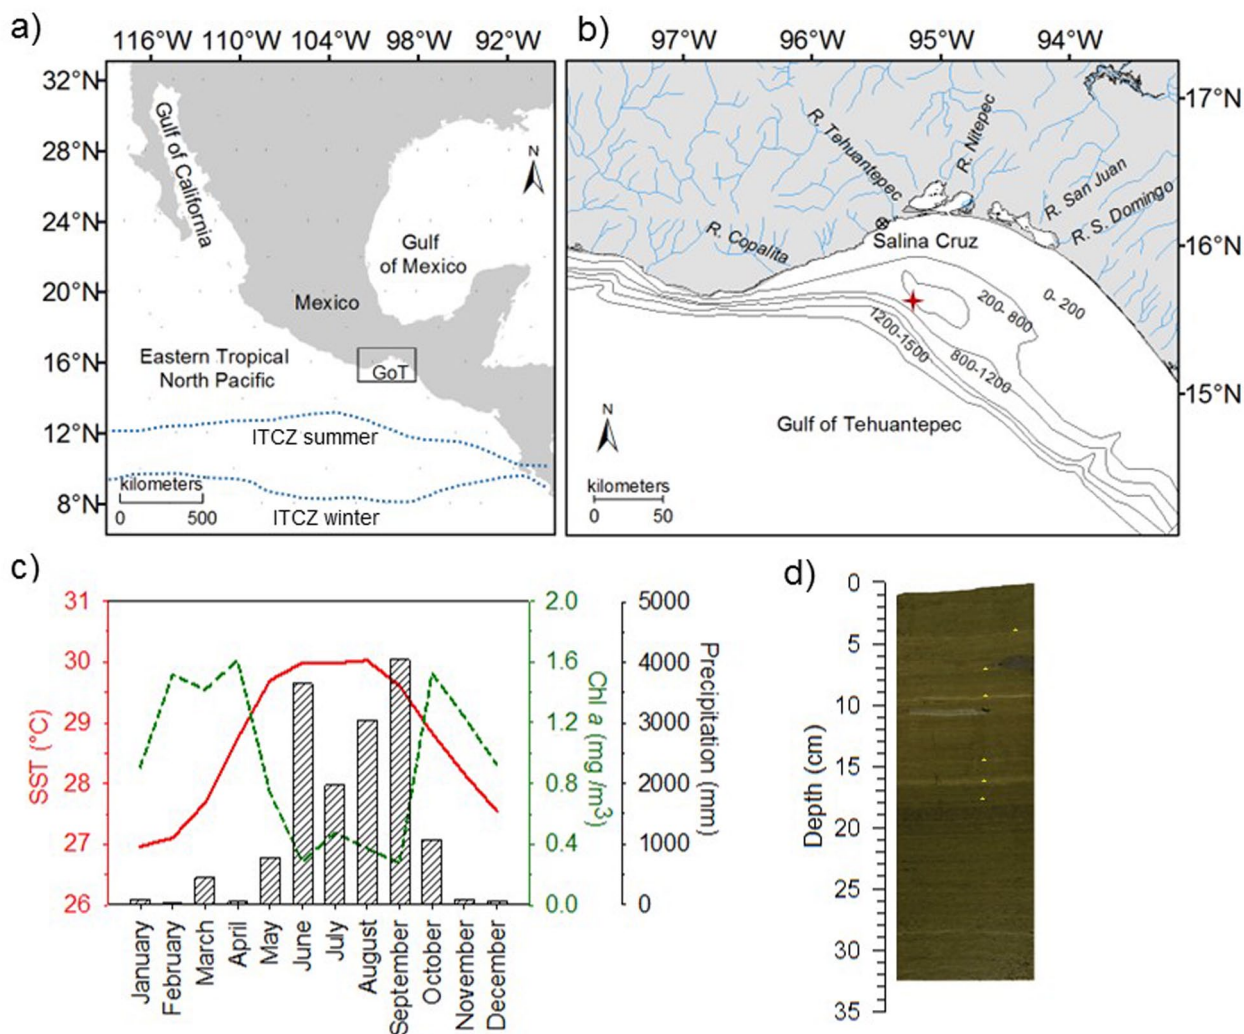 a)
116°W 110°W 104°W 98°W 92°W
32°N
28°N
24°N
20°N
16°N
12°N
8°N
Gulf of California
N
Gulf
of Mexico
Mexico
Eastern Tropical
North Pacific
GoT
ITCZ summer
kilometers
0 500
ITCZ winter
b)
97°W 96°W 95°W 94°W
17°N
16°N
15°N
R. Tehuantepec
R. Nitepec
R. San Juan
R. S. Domingo
R. Copalita
Salina Cruz
0- 200
200- 800
800-1200
1200-1500
N
Gulf of Tehuantepec
kilometers
0 50
c)
SST (°C)
31
30
29
28
27
26
2.0
1.6
1.2
0.8
0.4
0.0
Chl a (mg /m3)
5000
4000
3000
2000
1000
0
Precipitation (mm)
January
February
March
April
May
June
July
August
September
October
November
December
d)
Depth (cm)
0
5
10
15
20
25
30
35